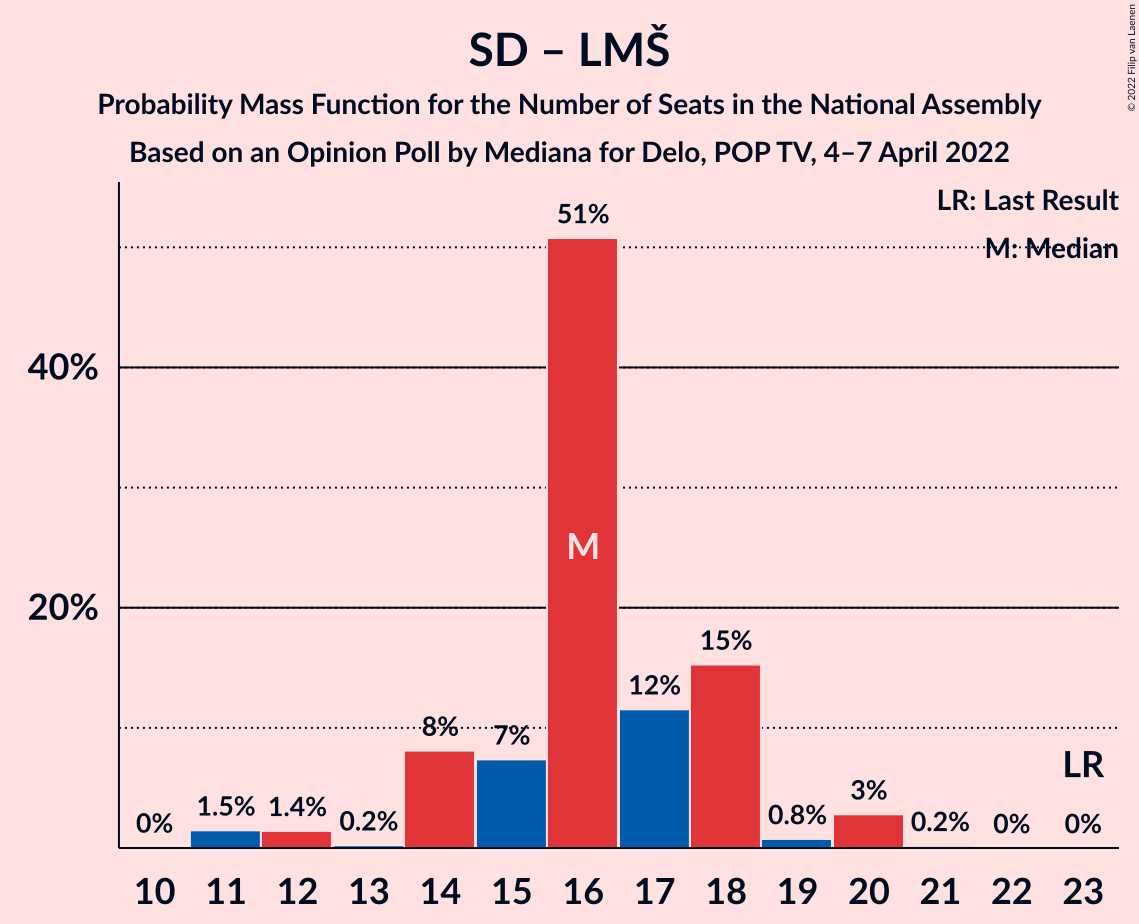 SD – LMŠ
Probability Mass Function for the Number of Seats in the National Assembly
Based on an Opinion Poll by Mediana for Delo, POP TV, 4–7 April 2022
© 2022 Filip van Laenen
LR: Last Result
M: Median
40%
20%
0%
1.5%
1.4%
0.2%
8%
7%
51%
M
12%
15%
0.8%
3%
0.2%
0%
LR
0%
10 11 12 13 14 15 16 17 18 19 20 21 22 23